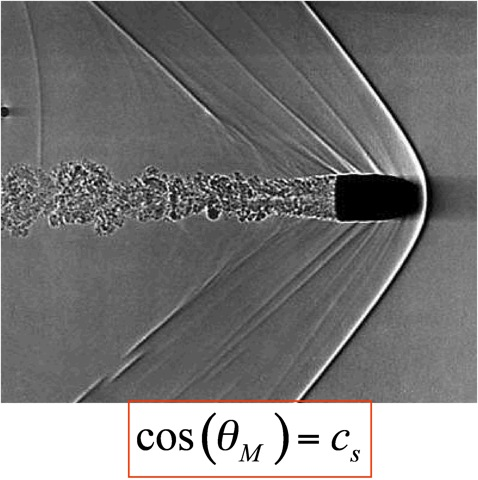 cos(θ_M) = c_s